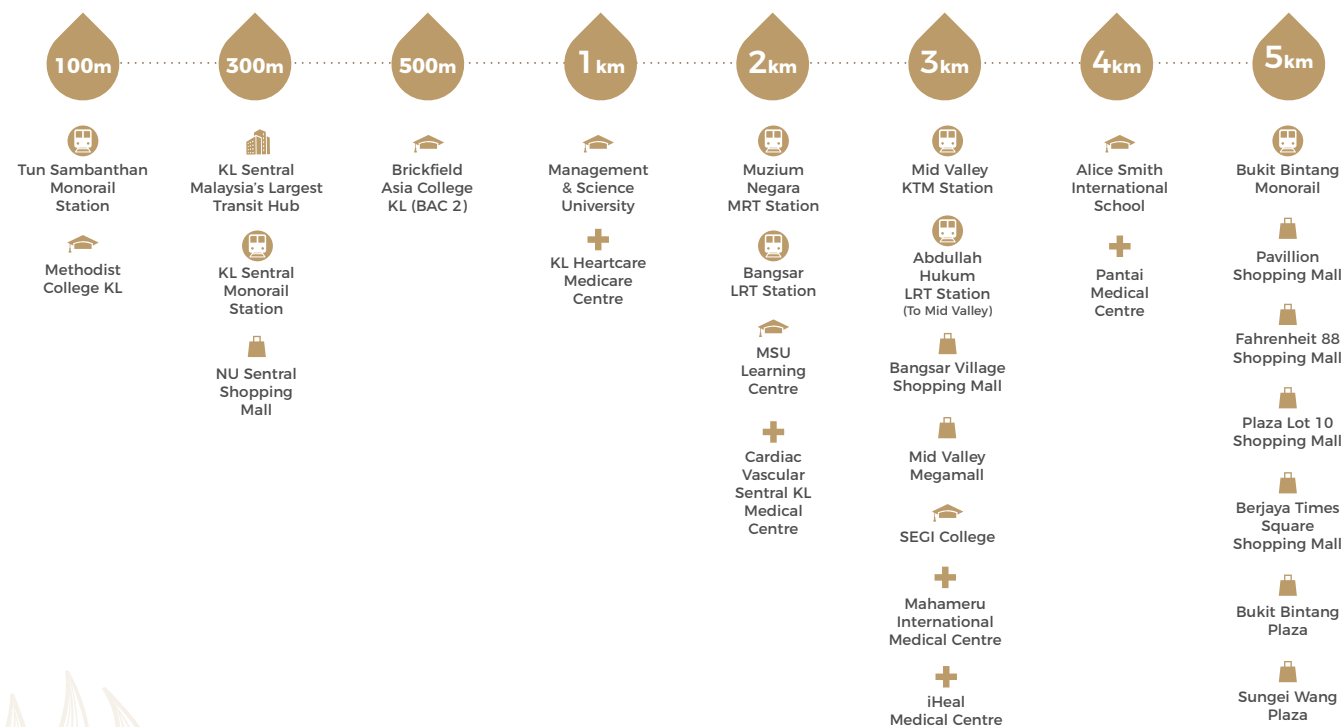 100m
300m
500m
1km
2km
3km
4km
5km
Tun Sambanthan
Monorail
Station
Methodist
College KL
KL Sentral
Malaysia's Largest
Transit Hub
KL Sentral
Monorail
Station
NU Sentral
Shopping
Mall
Brickfield
Asia College
KL (BAC 2)
Management
& Science
University
KL Heartcare
Medicare
Centre
Muzium
Negara
MRT Station
Bangsar
LRT Station
MSU
Learning
Centre
Cardiac
Vascular
Sentral KL
Medical
Centre
Mid Valley
KTM Station
Abdullah
Hukum
LRT Station
(To Mid Valley)
Bangsar Village
Shopping Mall
Mid Valley
Megamall
SEGI College
Mahameru
International
Medical Centre
iHeal
Medical Centre
Alice Smith
International
School
Pantai
Medical
Centre
Bukit Bintang
Monorail
Pavillion
Shopping Mall
Fahrenheit 88
Shopping Mall
Plaza Lot 10
Shopping Mall
Berjaya Times
Square
Shopping Mall
Bukit Bintang
Plaza
Sungei Wang
Plaza